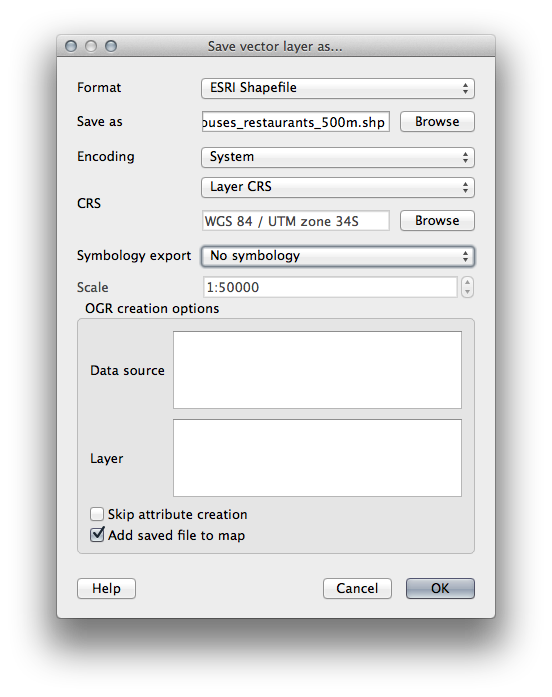 Save vector layer as...
Format ESRI Shapefile
Save as ouses_restaurants_500m.shp Browse
Encoding System
Layer CRS
CRS
WGS 84 / UTM zone 34S Browse
Symbology export No symbology
Scale 1:50000
OGR creation options
Data source
Layer
Skip attribute creation
Add saved file to map
Help Cancel OK